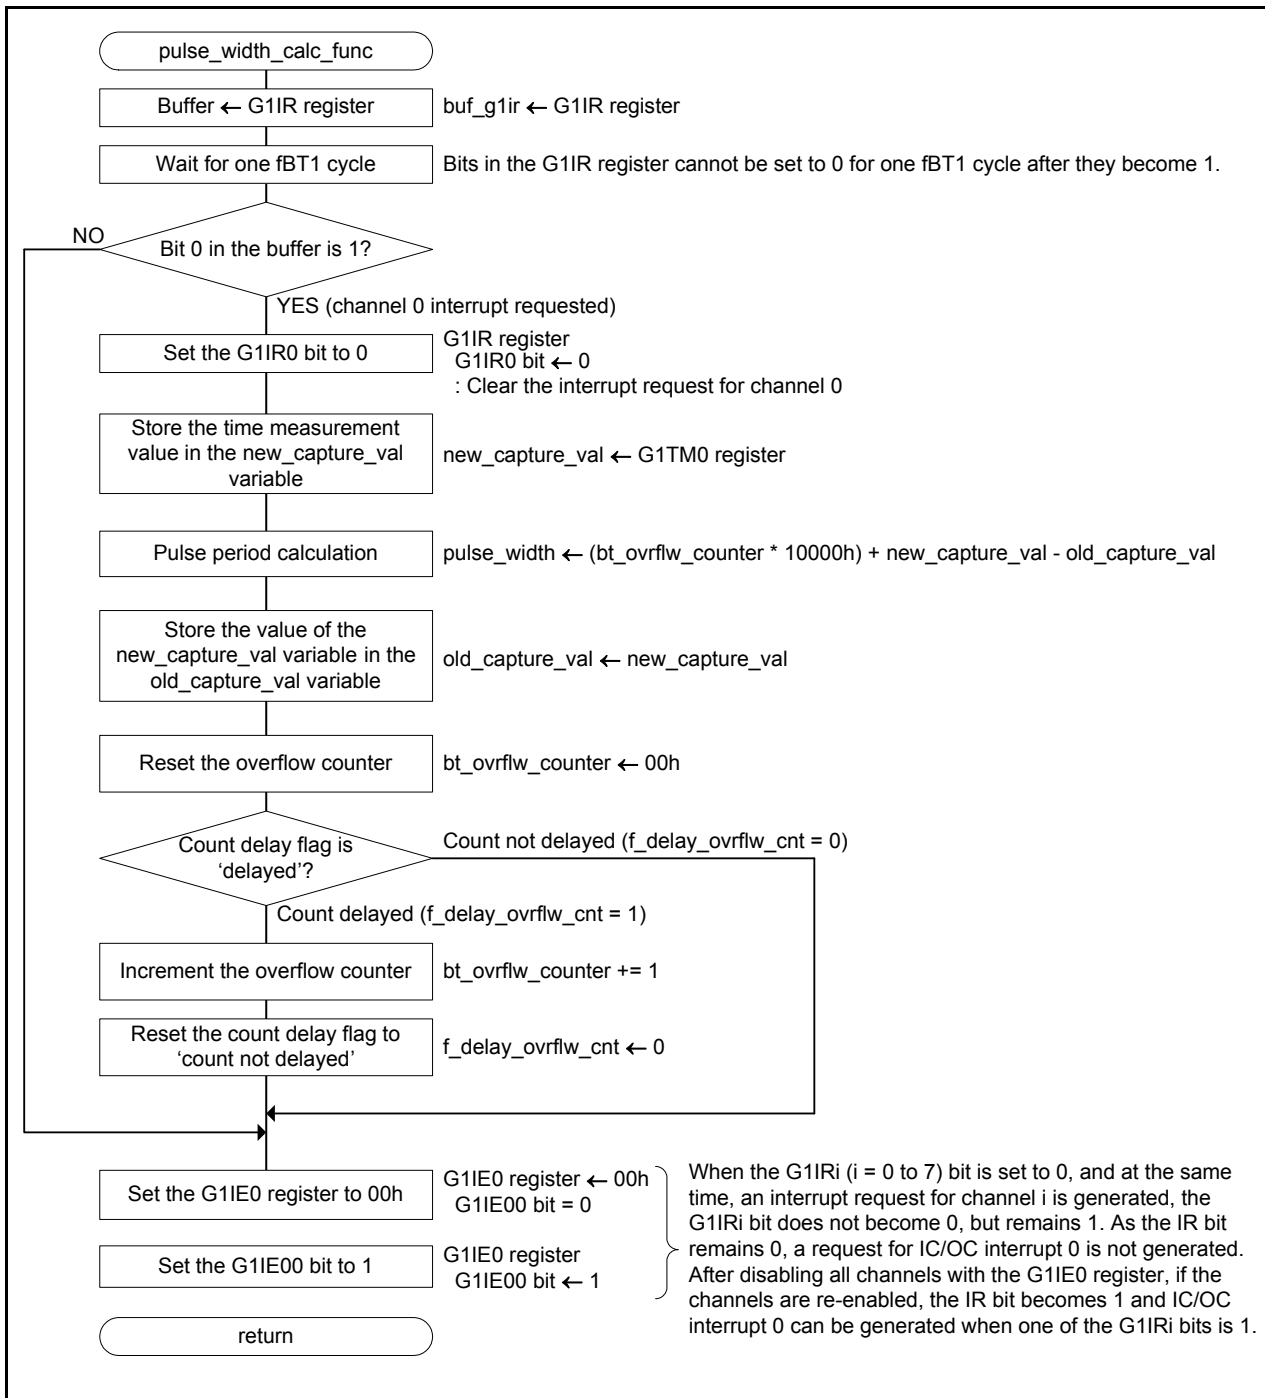 pulse_width_calc_func
Buffer ← G1IR register
buf_g1ir ← G1IR register
Wait for one fBT1 cycle
Bits in the G1IR register cannot be set to 0 for one fBT1 cycle after they become 1.
NO
Bit 0 in the buffer is 1?
YES (channel 0 interrupt requested)
Set the G1IR0 bit to 0
G1IR register
G1IR0 bit ← 0
: Clear the interrupt request for channel 0
Store the time measurement
value in the new_capture_val
variable
new_capture_val ← G1TM0 register
Pulse period calculation
pulse_width ← (bt_ovrflw_counter * 10000h) + new_capture_val - old_capture_val
Store the value of the
new_capture_val variable in the
old_capture_val variable
old_capture_val ← new_capture_val
Reset the overflow counter
bt_ovrflw_counter ← 00h
Count delay flag is
‘delayed’?
Count not delayed (f_delay_ovrflw_cnt = 0)
Count delayed (f_delay_ovrflw_cnt = 1)
Increment the overflow counter
bt_ovrflw_counter += 1
Reset the count delay flag to
‘count not delayed’
f_delay_ovrflw_cnt ← 0
Set the G1IE0 register to 00h
G1IE0 register ← 00h
G1IE00 bit = 0
Set the G1IE00 bit to 1
G1IE0 register
G1IE00 bit ← 1
When the G1IRi (i = 0 to 7) bit is set to 0, and at the same
time, an interrupt request for channel i is generated, the
G1IRi bit does not become 0, but remains 1. As the IR bit
remains 0, a request for IC/OC interrupt 0 is not generated.
After disabling all channels with the G1IE0 register, if the
channels are re-enabled, the IR bit becomes 1 and IC/OC
interrupt 0 can be generated when one of the G1IRi bits is 1.
return